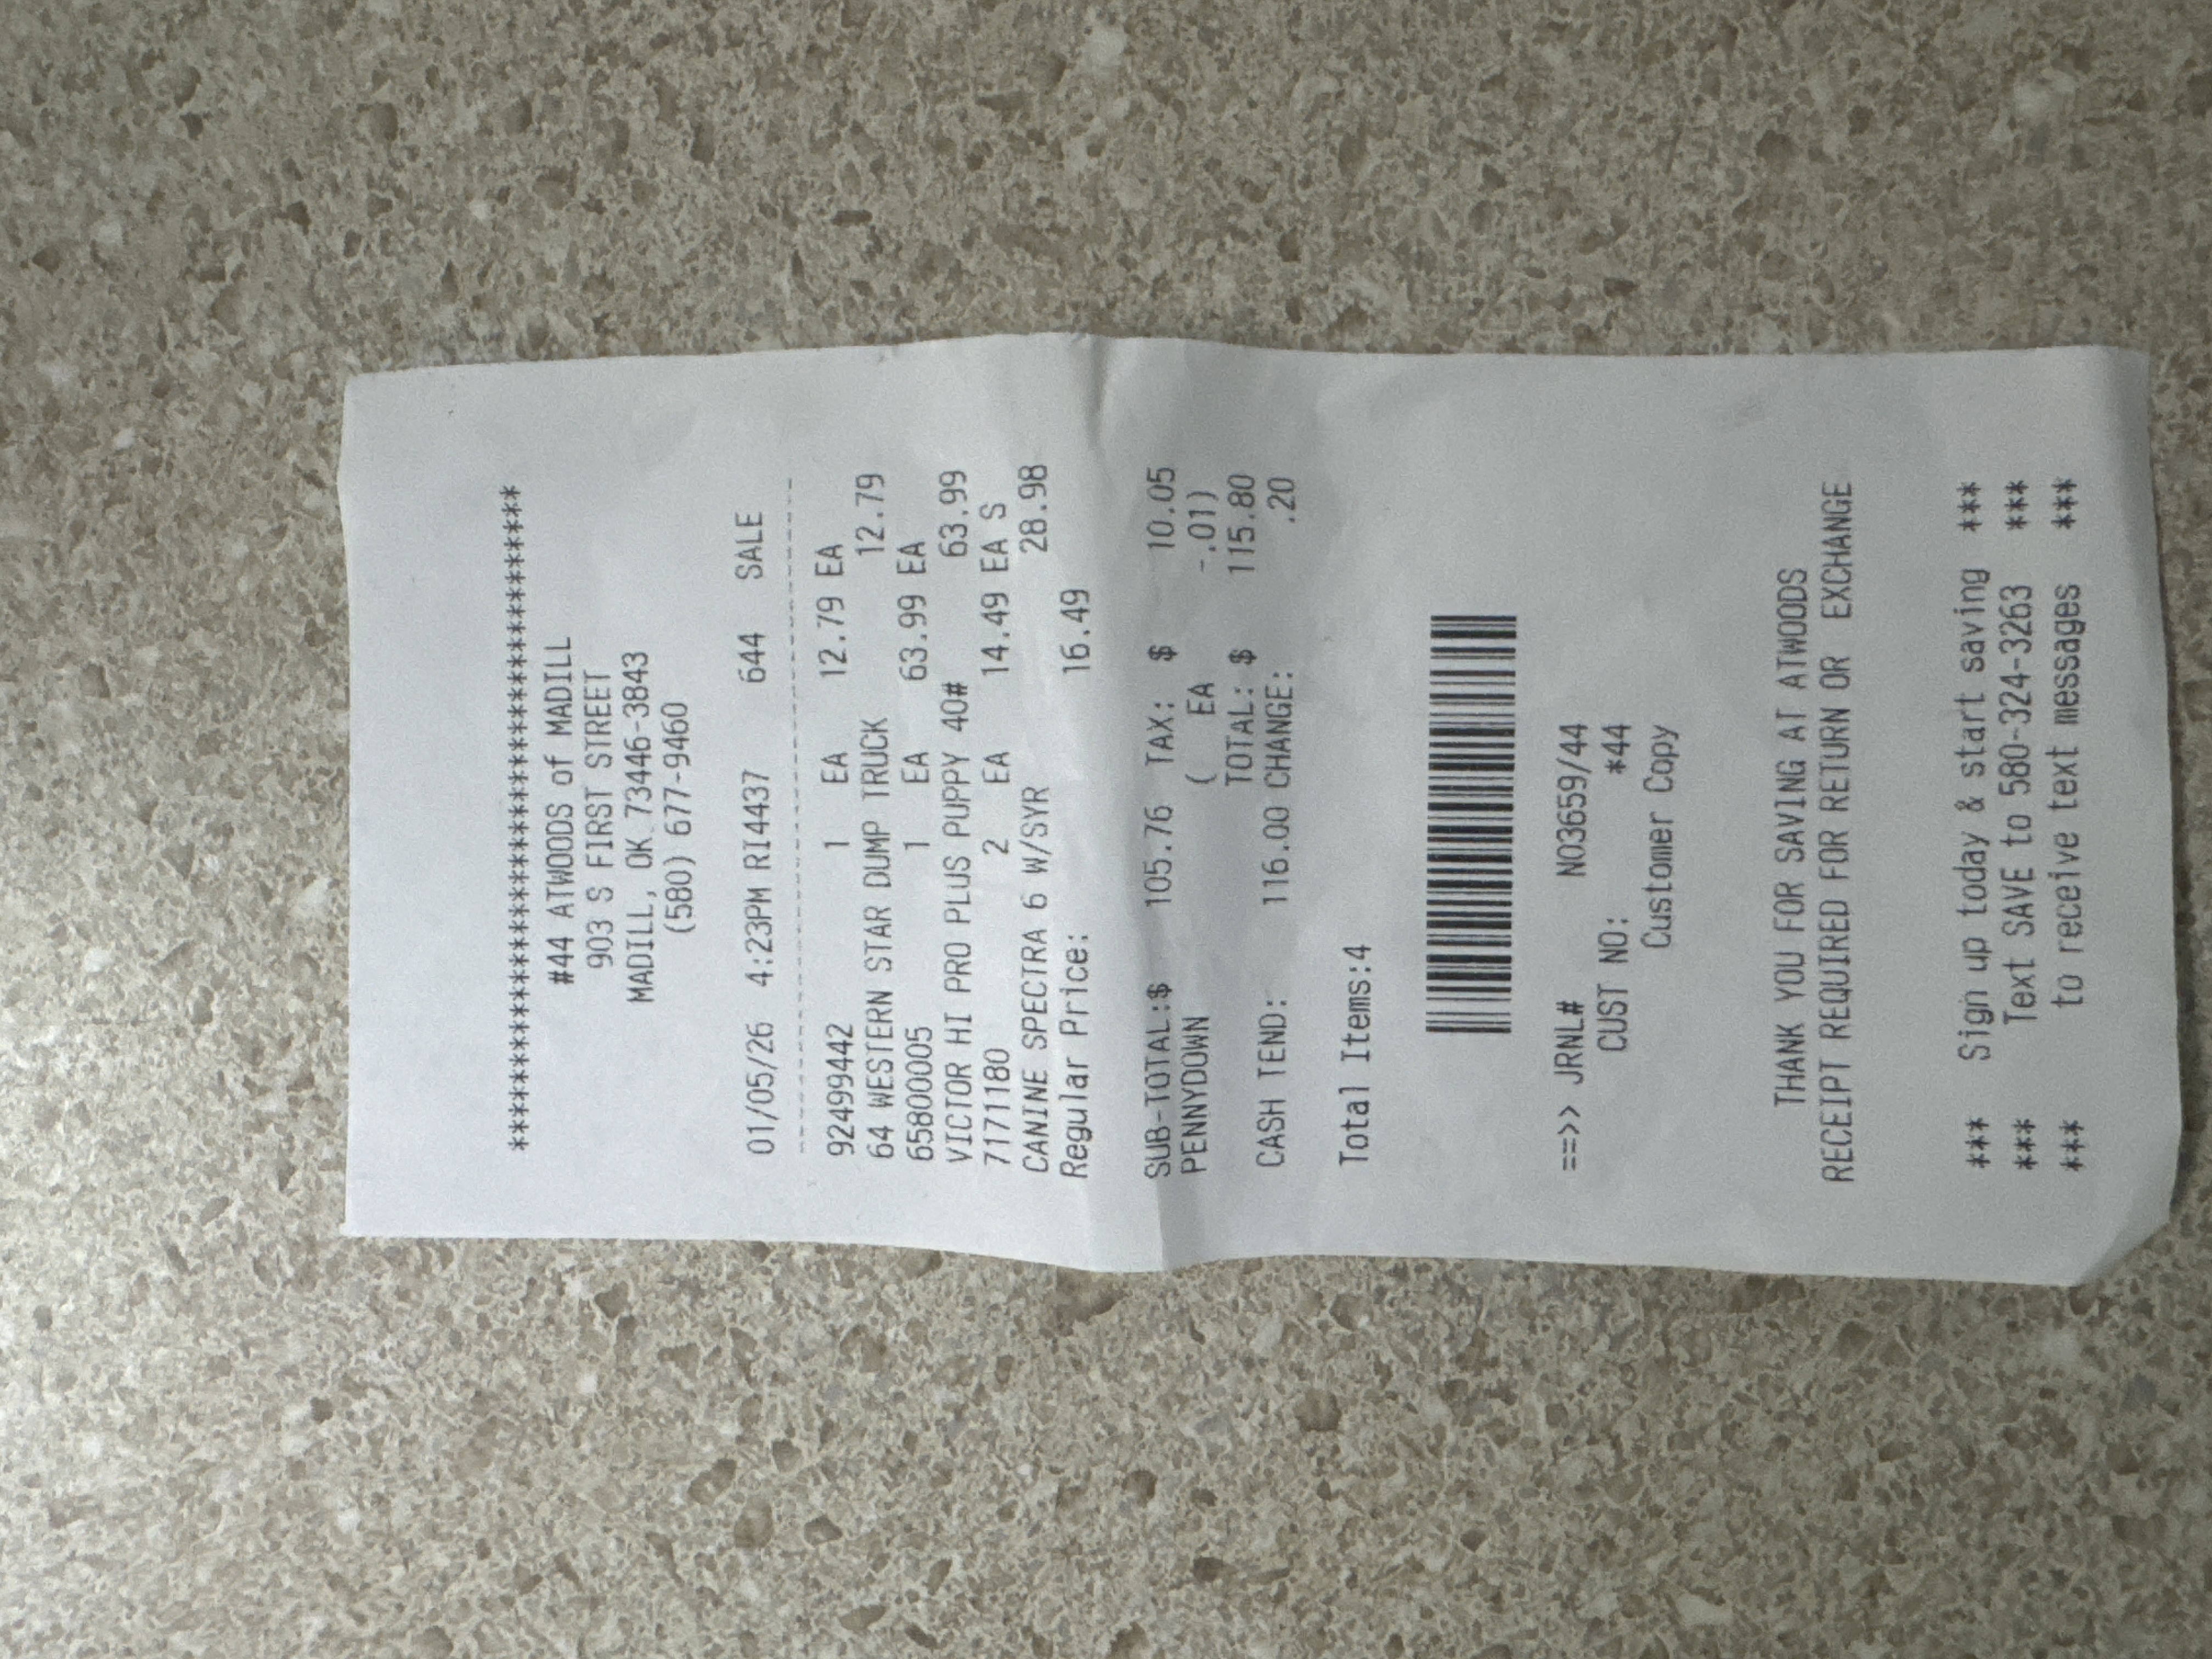 ***********************************
#44 ATWOODS of MADILL
903 S FIRST STREET
MADILL, OK 73446-3843
(580) 677-9460
01/05/26 4:23PM RI4437 644 SALE
----------------------------------------
92499442 1 EA 12.79 EA
64 WESTERN STAR DUMP TRUCK 12.79
65800005 1 EA 63.99 EA
VICTOR HI PRO PLUS PUPPY 40# 63.99
7171180 2 EA 14.49 EA S
CANINE SPECTRA 6 W/SYR 28.98
Regular Price: 16.49
SUB-TOTAL:$ 105.76 TAX: $ 10.05
PENNYDOWN ( EA -.01)
TOTAL: $ 115.80
CASH TEND: 116.00 CHANGE: .20
Total Items:4
==>> JRNL# N03659/44
CUST NO: *44
Customer Copy
THANK YOU FOR SAVING AT ATWOODS
RECEIPT REQUIRED FOR RETURN OR EXCHANGE
*** Sign up today & start saving ***
*** Text SAVE to 580-324-3263 ***
*** to receive text messages ***